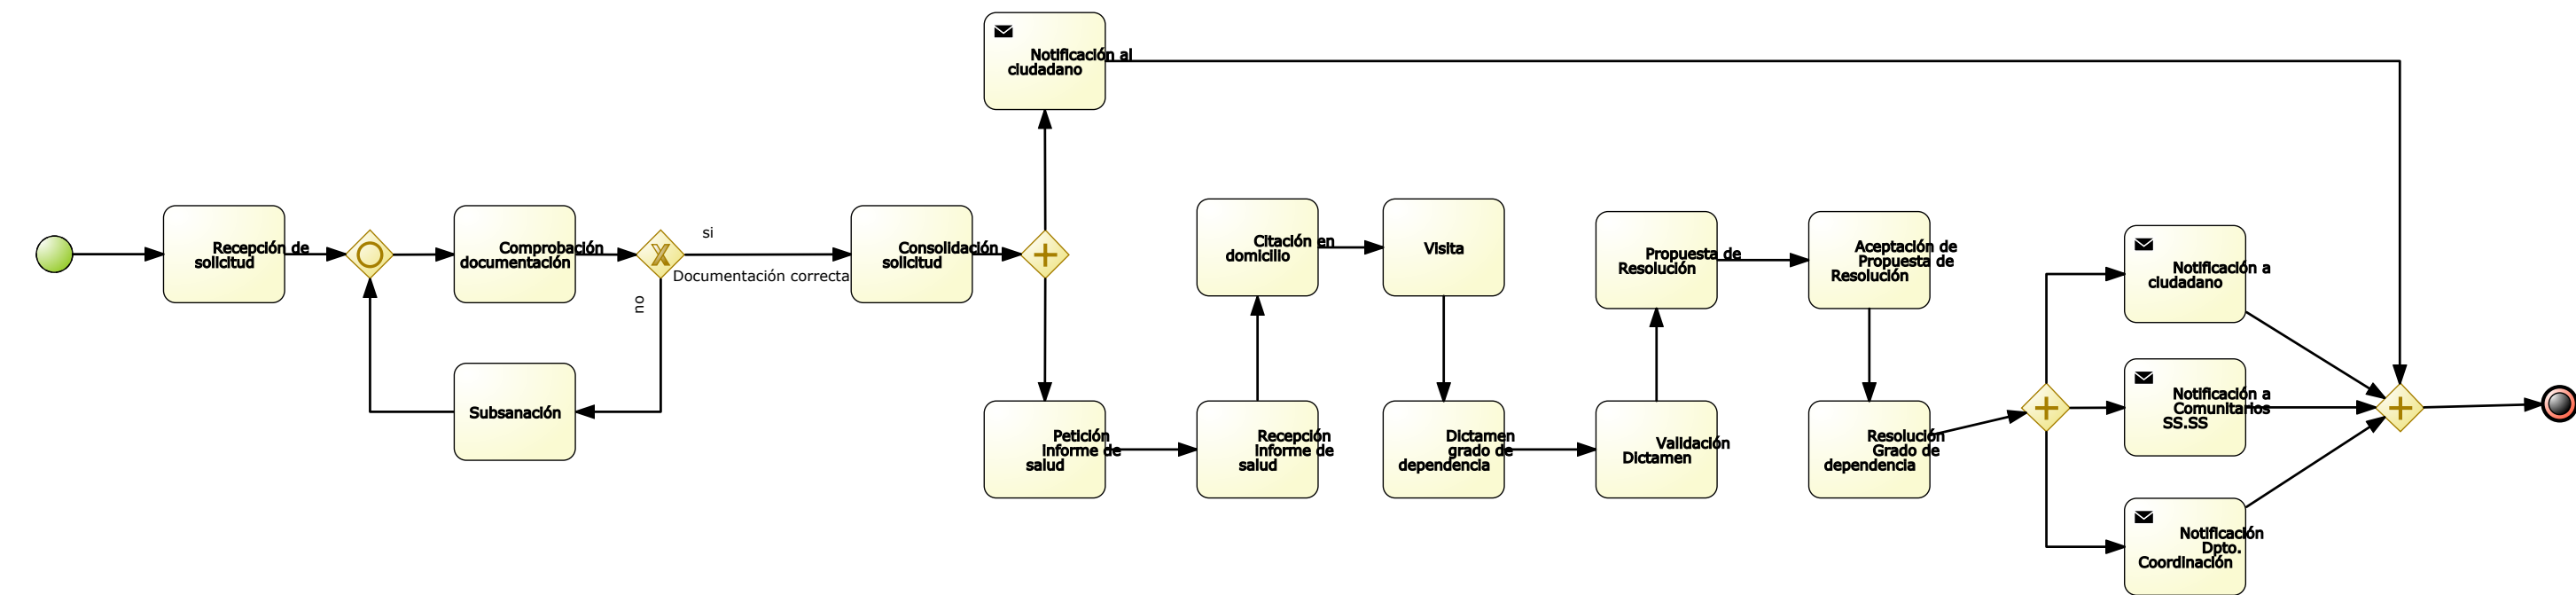 Notificación al
ciudadano
Recepción de
solicitud
Comprobación
documentación
si
Documentación correcta
no
Subsanación
Consolidación
solicitud
Petición
informe de
salud
Recepción
informe de
salud
Citación en
domicilio
Visita
Dictamen
grado de
dependencia
Validación
Dictamen
Propuesta de
Resolución
Aceptación de
Propuesta de
Resolución
Resolución
Grado de
dependencia
Notificación a
ciudadano
Notificación a
Comunitarios
SS.SS
Notificación
Dpto.
Coordinación